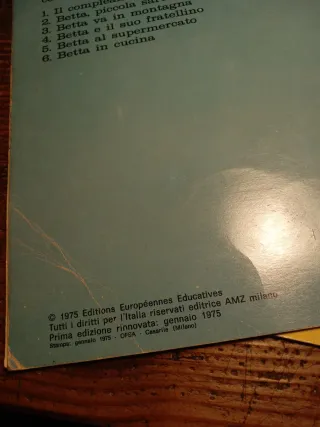 1. Il complean
2. Betta, piccola
3. Betta va in montagna
4. Betta e il suo fratellino
5. Betta al supermercato
6. Betta in cucina
© 1975 Editions Européennes Educatives
Tutti i diritti per l'Italia riservati editrice AMZ milano
Prima edizione rinnovata: gennaio 1975
Stampa: gennaio 1975 - OFSA - Casarile (Milano)